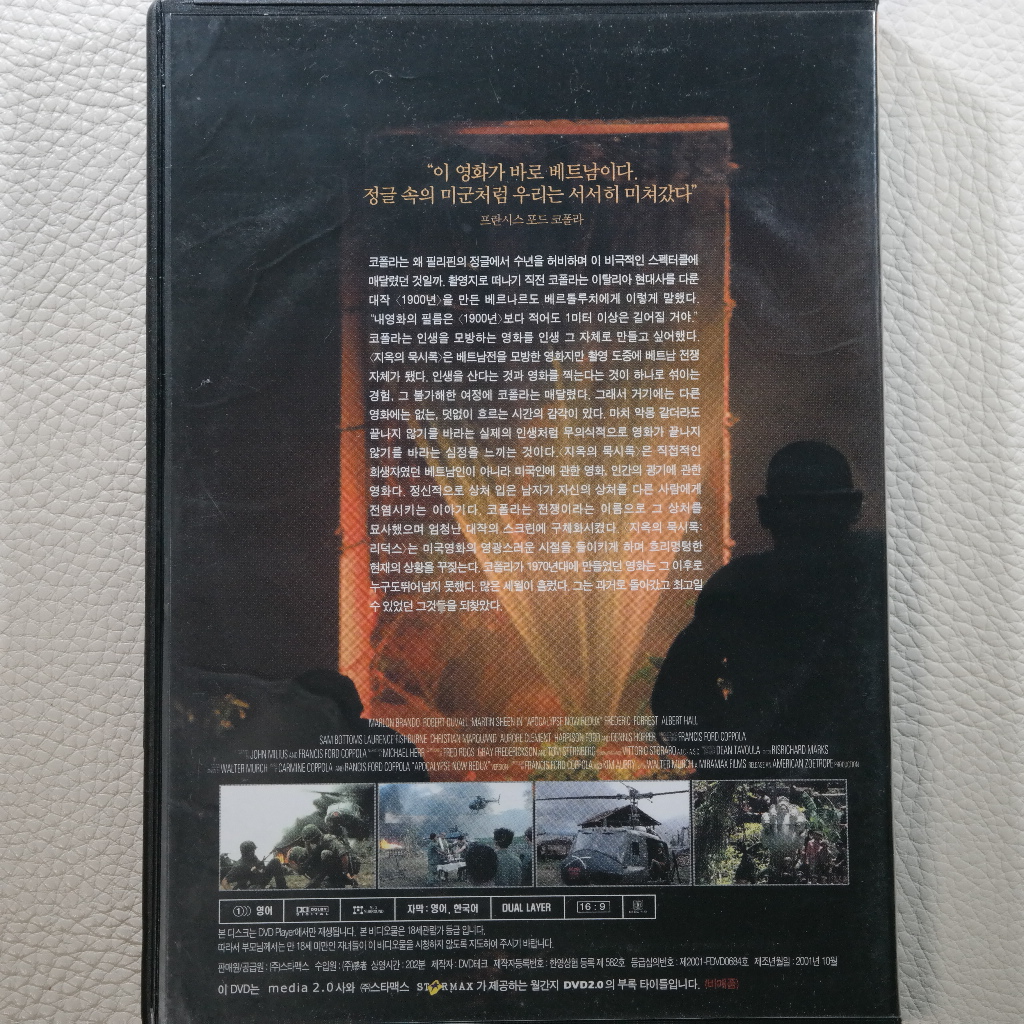 “이 영화가 바로 베트남이다.
정글 속의 미군처럼 우리는 서서히 미쳐갔다”
프란시스 포드 코폴라
코폴라는 왜 필리핀의 정글에서 수년을 허비하며 이 비극적인 스펙터클에
매달렸던 것일까. 촬영지로 떠나기 직전 코폴라는 이탈리아 현대사를 다룬
대작 〈1900년〉을 만든 베르나르도 베르톨루치에게 이렇게 말했다.
"내영화의 필름은 〈1900년〉보다 적어도 1미터 이상은 길어질 거야."
코폴라는 인생을 모방하는 영화를 인생 그 자체로 만들고 싶어했다.
〈지옥의 묵시록〉은 베트남전을 모방한 영화지만 촬영 도중에 베트남 전쟁
자체가 됐다. 인생을 산다는 것과 영화를 찍는다는 것이 하나로 섞이는
경험, 그 불가해한 여정에 코폴라는 매달렸다. 그래서 거기에는 다른
영화에는 없는, 덧없이 흐르는 시간의 감각이 있다. 마치 악몽 같더라도
끝나지 않기를 바라는 실제의 인생처럼 무의식적으로 영화가 끝나지
않기를 바라는 심정을 느끼는 것이다. 〈지옥의 묵시록〉은 직접적인
희생자였던 베트남인이 아니라 미국인에 관한 영화, 인간의 광기에 관한
영화다. 정신적으로 상처 입은 남자가 자신의 상처를 다른 사람에게
전염시키는 이야기다. 코폴라는 전쟁이라는 이름으로 그 상처를
묘사했으며 엄청난 대작의 스크린에 구체화시켰다. 〈지옥의 묵시록:
리덕스〉는 미국영화의 영광스러운 시절을 돌이키게 하며 흐리멍텅한
현재의 상황을 꾸짖는다. 코폴라가 1970년대에 만들었던 영화는 그 이후로
누구도뛰어넘지 못했다. 많은 세월이 흘렀다. 그는 과거로 돌아갔고 최고일
수 있었던 그것들을 되찾았다.
MARLON BRANDO ROBERT DUVALL MARTIN SHEEN IN "APOCALYPSE NOW REDUX" FREDERIC FORREST ALBERT HALL
SAM BOTTOMS LAURENCE FISHBURNE CHRISTIAN MARQUAND AURORE CLEMENT HARRISON FORD AND DENNIS HOPPER FRANCIS FORD COPPOLA
JOHN MILIUS AND FRANCIS FORD COPPOLA MICHAEL HERR FRED ROOS GRAY FREDERICKSON AND TOM STERNBERG VITTORIO STORARO DEAN TAVOULARIS RICHARD MARKS
WALTER MURCH CARMINE COPPOLA AND FRANCIS FORD COPPOLA "APOCALYPSE NOW REDUX" VERSION FRANCIS FORD COPPOLA AND KIM AUBRY WALTER MURCH MIRAMAX FILMS RELEASE AN AMERICAN ZOETROPE PRODUCTION
영어 DOLBY DIGITAL 자막 : 영어, 한국어 DUAL LAYER 16 : 9
본 디스크는 DVD Player에서만 재생됩니다. 본 비디오물은 18세관람가 등급 입니다.
따라서 부모님께서는 만 18세 미만인 자녀들이 이 비디오물을 시청하지 않도록 지도하여 주시기 바랍니다.
판매원/공급원 : (주)스타맥스 수입원 : 상영시간 : 202분 제작자 : DVD테크 제작자등록번호 : 한영상협 등록 제 562호 등급심의번호 : 제2001-FDVD0684호 제조년월일 : 2001년 10월
이 DVD는 media 2.0사와 ㈜스타맥스 STARMAX가 제공하는 월간지 DVD2.0의 부록 타이틀입니다. (비매품)